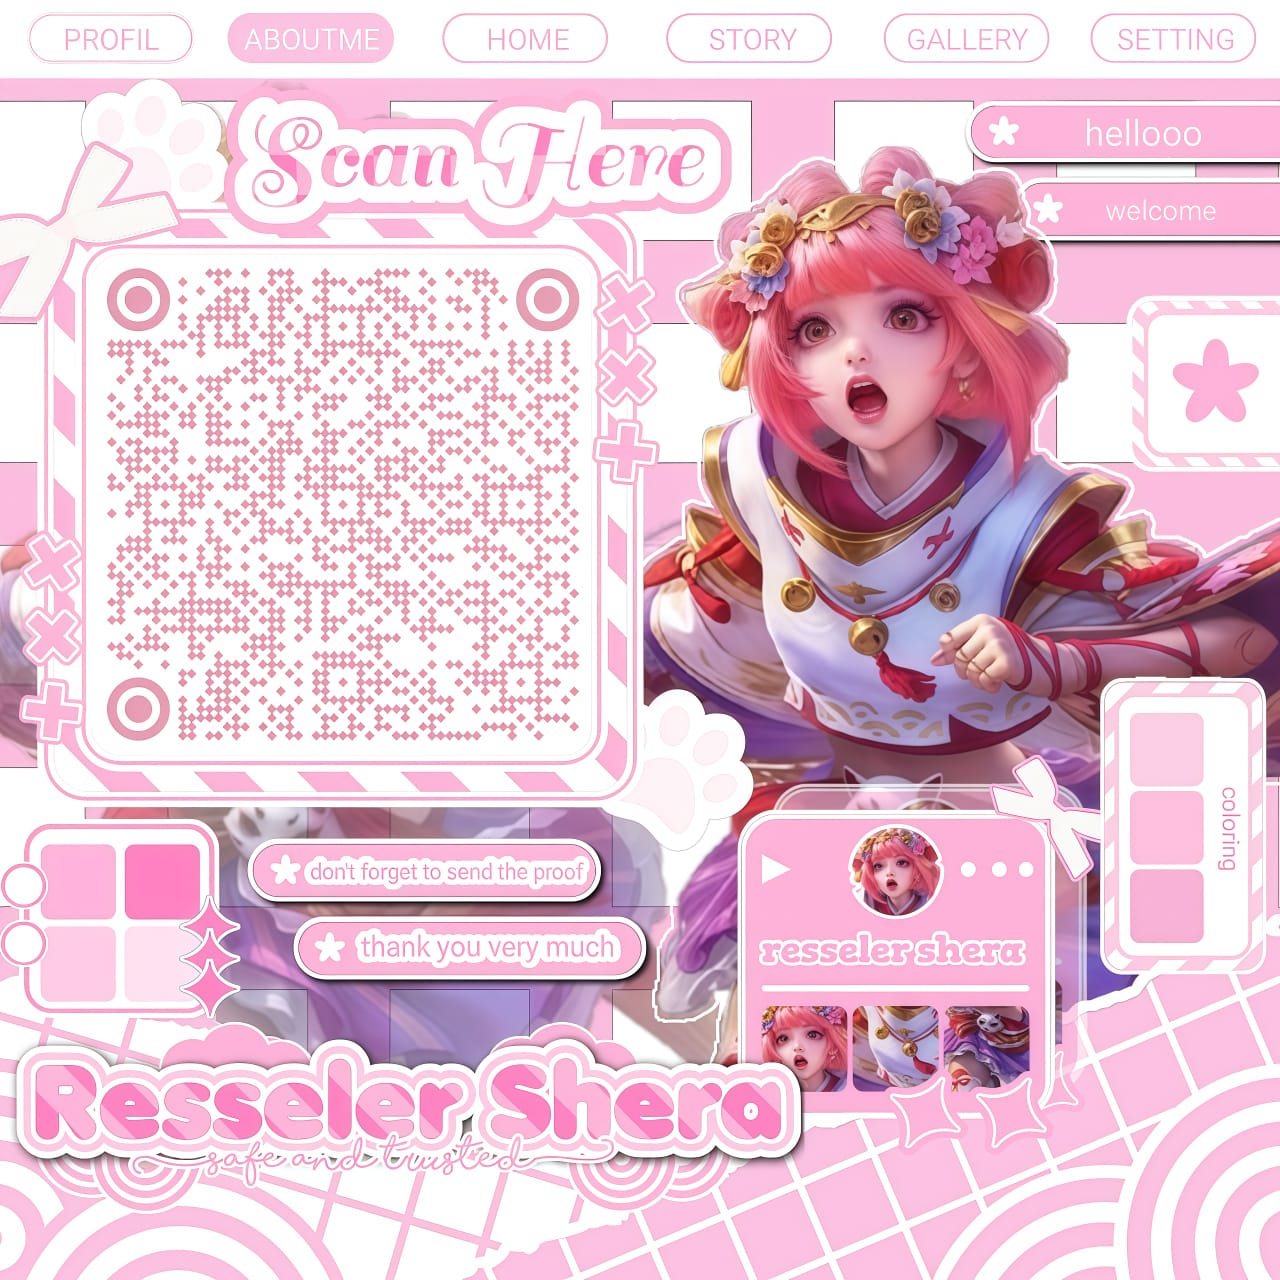 PROFIL
ABOUTME
HOME
STORY
GALLERY
SETTING
Scan Here
hellooo
welcome
coloring
don't forget to send the proof
thank you very much
resseler shera
Resseler Shera
safe and trusted